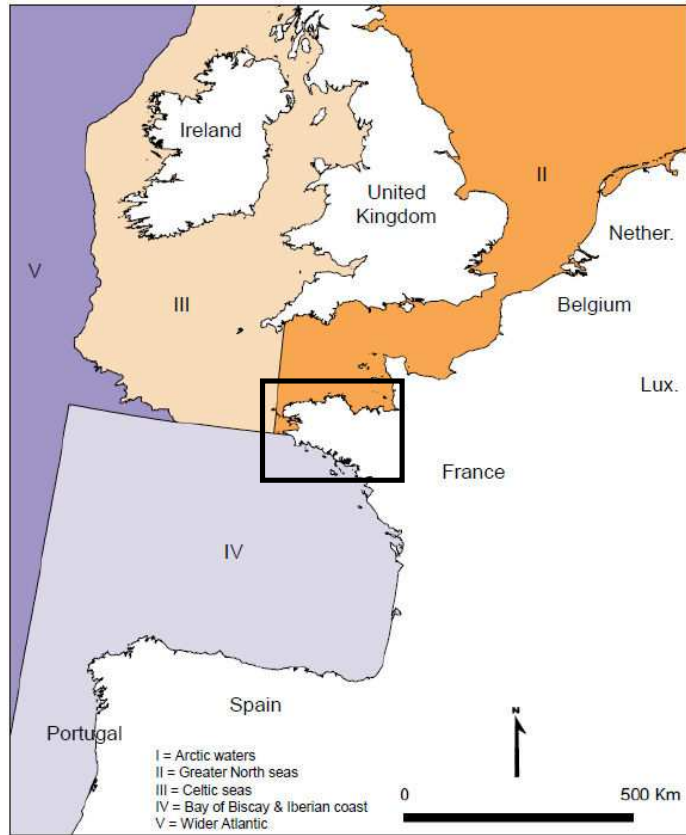 Ireland
United
Kingdom
II
Nether.
V
III
Belgium
Lux.
France
IV
Spain
Portugal
N
I = Arctic waters
II = Greater North seas
III = Celtic seas
IV = Bay of Biscay & Iberian coast
V = Wider Atlantic
0 500 Km